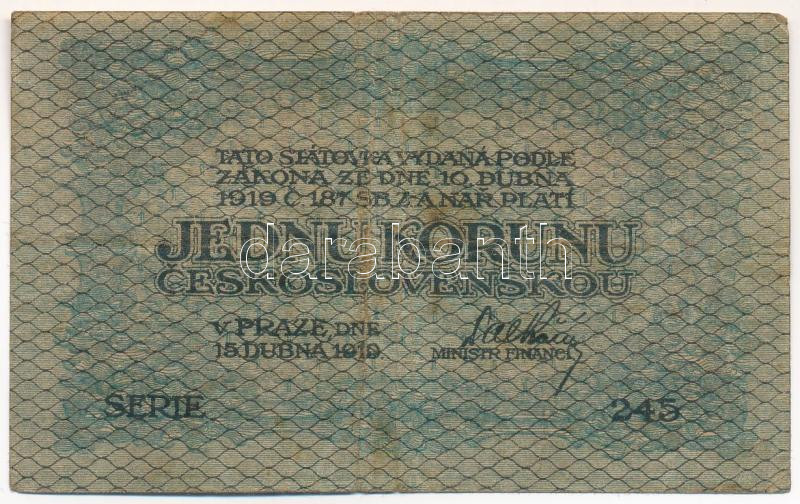 TATO STÁTOVKA VYDANÁ PODLE
ZÁKONA ZE DNE 10. DUBNA
1919 Č. 187 SB. Z. A NAŘ. PLATÍ
JEDNU KORUNU
ČESKOSLOVENSKOU
darabanth
V PRAZE, DNE
15. DUBNA 1919.
MINISTR FINANCÍ
SERIE 245